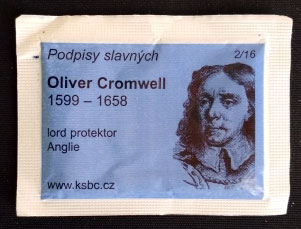 Podpisy slavných 2/16
Oliver Cromwell
1599 – 1658
lord protektor
Anglie
www.ksbc.cz